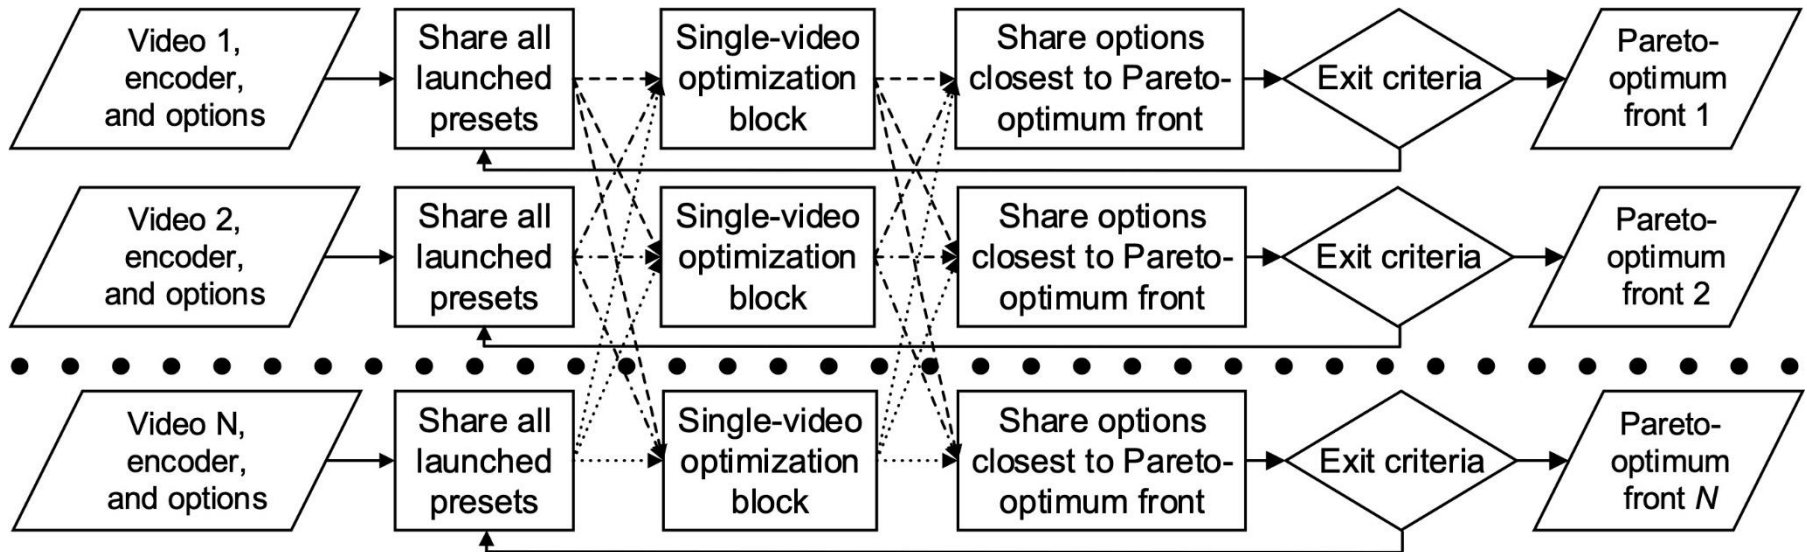 Video 1,
encoder,
and options
Share all
launched
presets
Single-video
optimization
block
Share options
closest to Pareto-
optimum front
Exit criteria
Pareto-
optimum
front 1
Video 2,
encoder,
and options
Share all
launched
presets
Single-video
optimization
block
Share options
closest to Pareto-
optimum front
Exit criteria
Pareto-
optimum
front 2
Video N,
encoder,
and options
Share all
launched
presets
Single-video
optimization
block
Share options
closest to Pareto-
optimum front
Exit criteria
Pareto-
optimum
front N